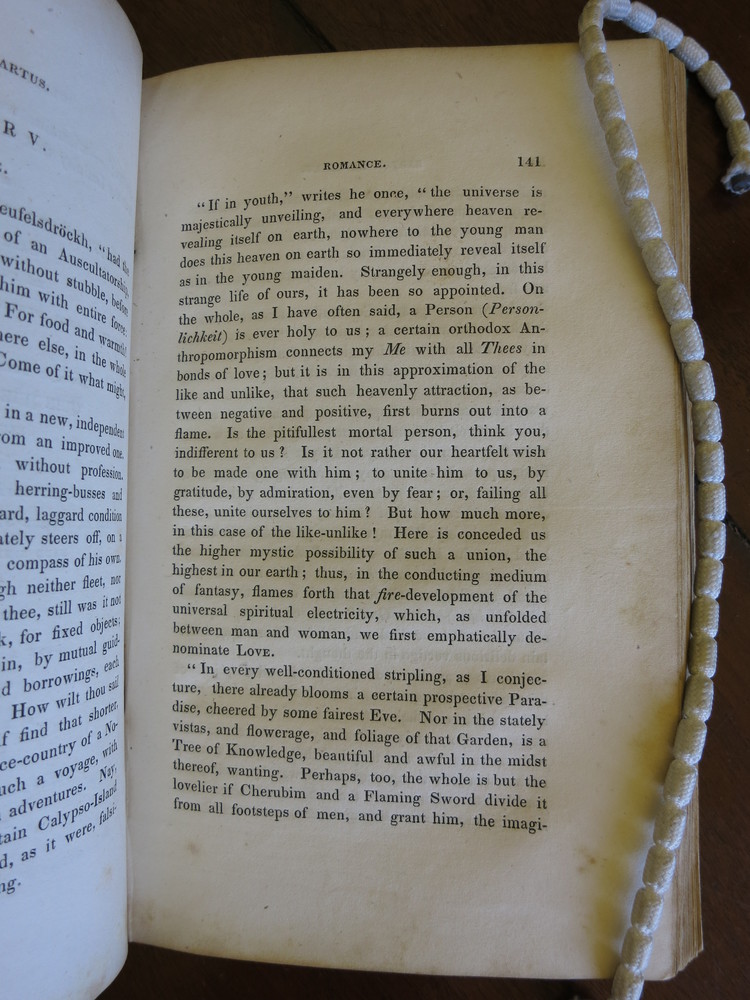 ARTUS.
R V.
E.
eufelsdröckh, "had the
of an Auscultatorship,
without stubble, before
him with entire force:
For food and warmth
here else, in the whole
Come of it what might,
in a new, independent
rom an improved one.
without profession.
herring-busses and
ard, laggard condition
ately steers off, on a
compass of his own.
gh neither fleet, nor
thee, still was it not
k, for fixed objects;
in, by mutual guid-
d borrowings, each
How wilt thou sail
f find that shorter,
ce-country of a No-
uch a voyage, with
adventures. Nay,
tain Calypso-Island
d, as it were, falsi-
ng.
ROMANCE. 141
"If in youth," writes he once, "the universe is
majestically unveiling, and everywhere heaven re-
vealing itself on earth, nowhere to the young man
does this heaven on earth so immediately reveal itself
as in the young maiden. Strangely enough, in this
strange life of ours, it has been so appointed. On
the whole, as I have often said, a Person (Person-
lichkeit) is ever holy to us; a certain orthodox An-
thropomorphism connects my Me with all Thees in
bonds of love; but it is in this approximation of the
like and unlike, that such heavenly attraction, as be-
tween negative and positive, first burns out into a
flame. Is the pitifullest mortal person, think you,
indifferent to us? Is it not rather our heartfelt wish
to be made one with him; to unite him to us, by
gratitude, by admiration, even by fear; or, failing all
these, unite ourselves to him? But how much more,
in this case of the like-unlike! Here is conceded us
the higher mystic possibility of such a union, the
highest in our earth; thus, in the conducting medium
of fantasy, flames forth that fire-development of the
universal spiritual electricity, which, as unfolded
between man and woman, we first emphatically de-
nominate LOVE.
"In every well-conditioned stripling, as I conjec-
ture, there already blooms a certain prospective Para-
dise, cheered by some fairest Eve. Nor in the stately
vistas, and flowerage, and foliage of that Garden, is a
Tree of Knowledge, beautiful and awful in the midst
thereof, wanting. Perhaps, too, the whole is but the
lovelier if Cherubim and a Flaming Sword divide it
from all footsteps of men, and grant him, the imagi-